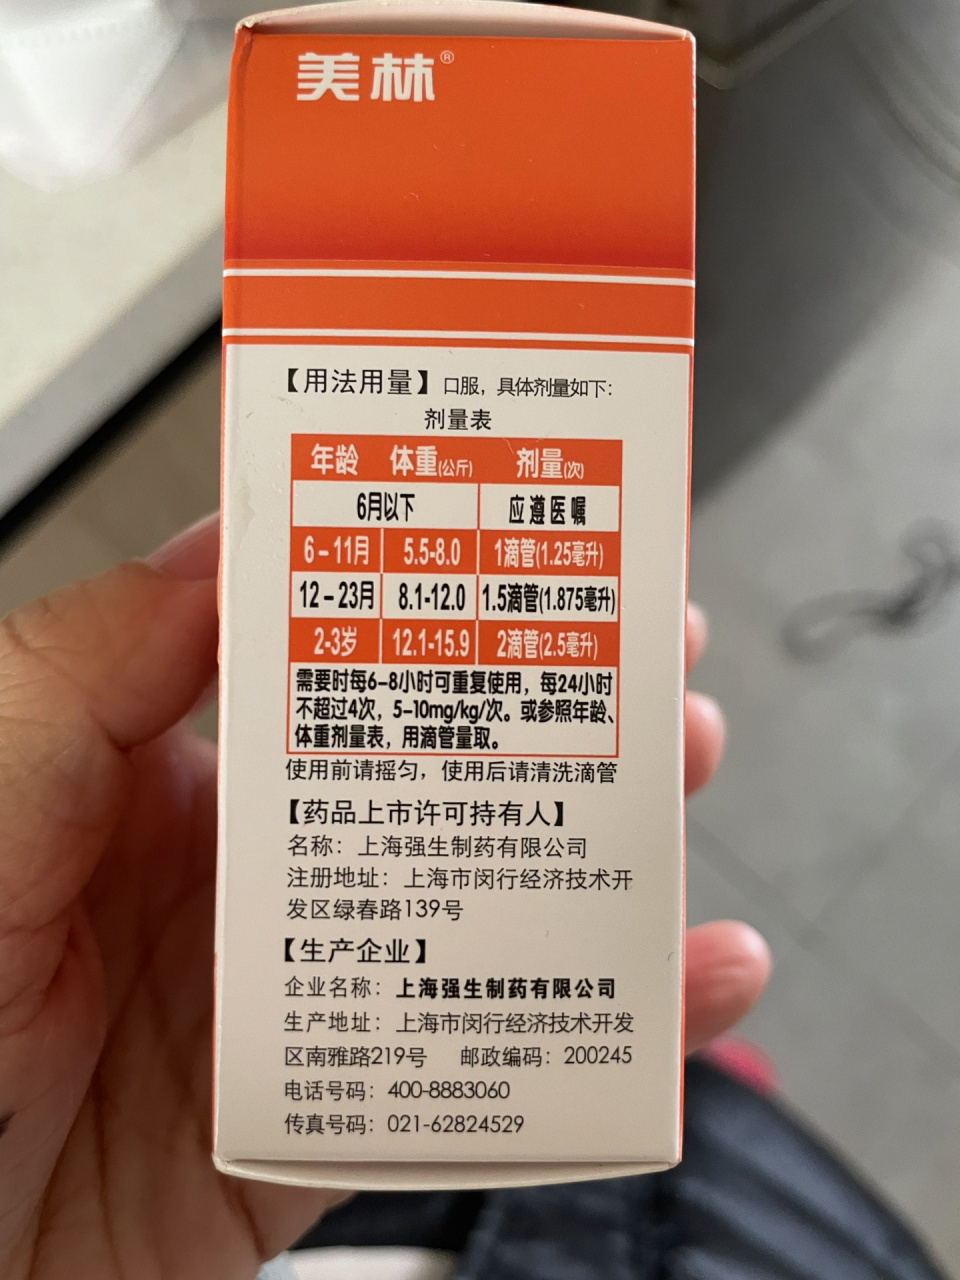 美林®
【用法用量】口服，具体剂量如下：
剂量表
年龄 体重(公斤) 剂量(次)
6月以下 应遵医嘱
6-11月 5.5-8.0 1滴管(1.25毫升)
12-23月 8.1-12.0 1.5滴管(1.875毫升)
2-3岁 12.1-15.9 2滴管(2.5毫升)
需要时每6-8小时可重复使用，每24小时
不超过4次，5-10mg/kg/次。或参照年龄、
体重剂量表，用滴管量取。
使用前请摇匀，使用后请清洗滴管
【药品上市许可持有人】
名称：上海强生制药有限公司
注册地址：上海市闵行经济技术开
发区绿春路139号
【生产企业】
企业名称：上海强生制药有限公司
生产地址：上海市闵行经济技术开发
区南雅路219号 邮政编码：200245
电话号码：400-8883060
传真号码：021-62824529